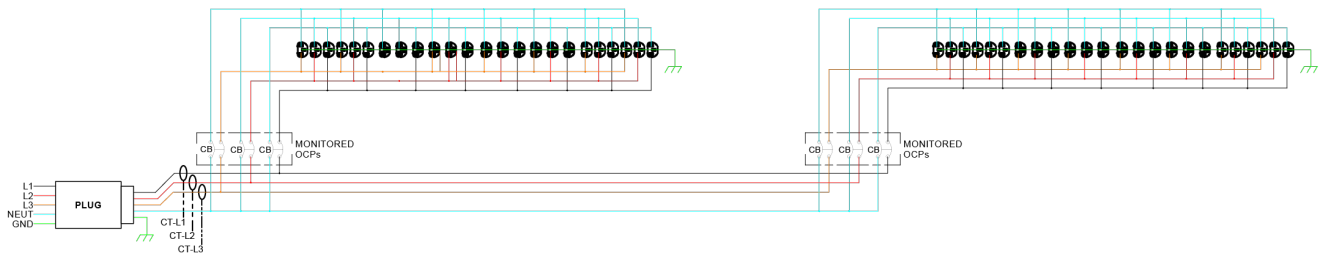 CB CB CB MONITORED
OCPs
CB CB CB MONITORED
OCPs
L1
L2
L3
NEUT
GND
PLUG
CT-L1
CT-L2
CT-L3